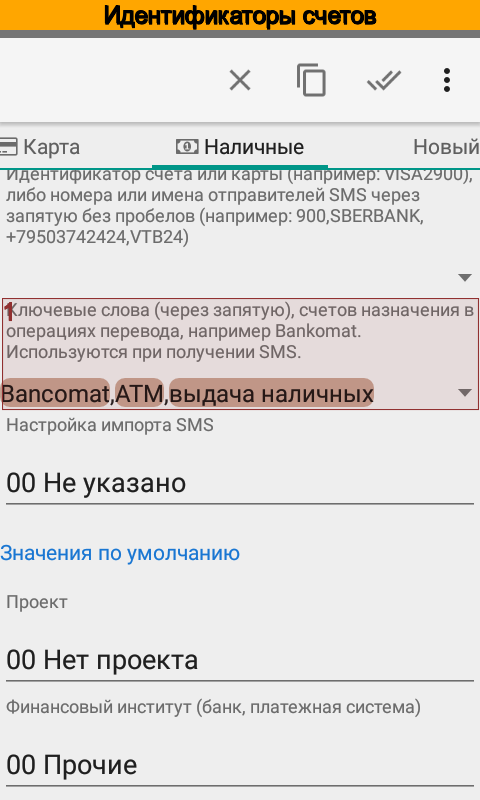 Идентификаторы счетов
Карта
Наличные
Новый
Идентификатор счета или карты (например: VISA2900),
либо номера или имена отправителей SMS через
запятую без пробелов (например: 900,SBERBANK,
+79503742424,VTB24)
1
Ключевые слова (через запятую), счетов назначения в
операциях перевода, например Bankomat.
Используются при получении SMS.
Bancomat,ATM,выдача наличных
Настройка импорта SMS
00 Не указано
Значения по умолчанию
Проект
00 Нет проекта
Финансовый институт (банк, платежная система)
00 Прочие